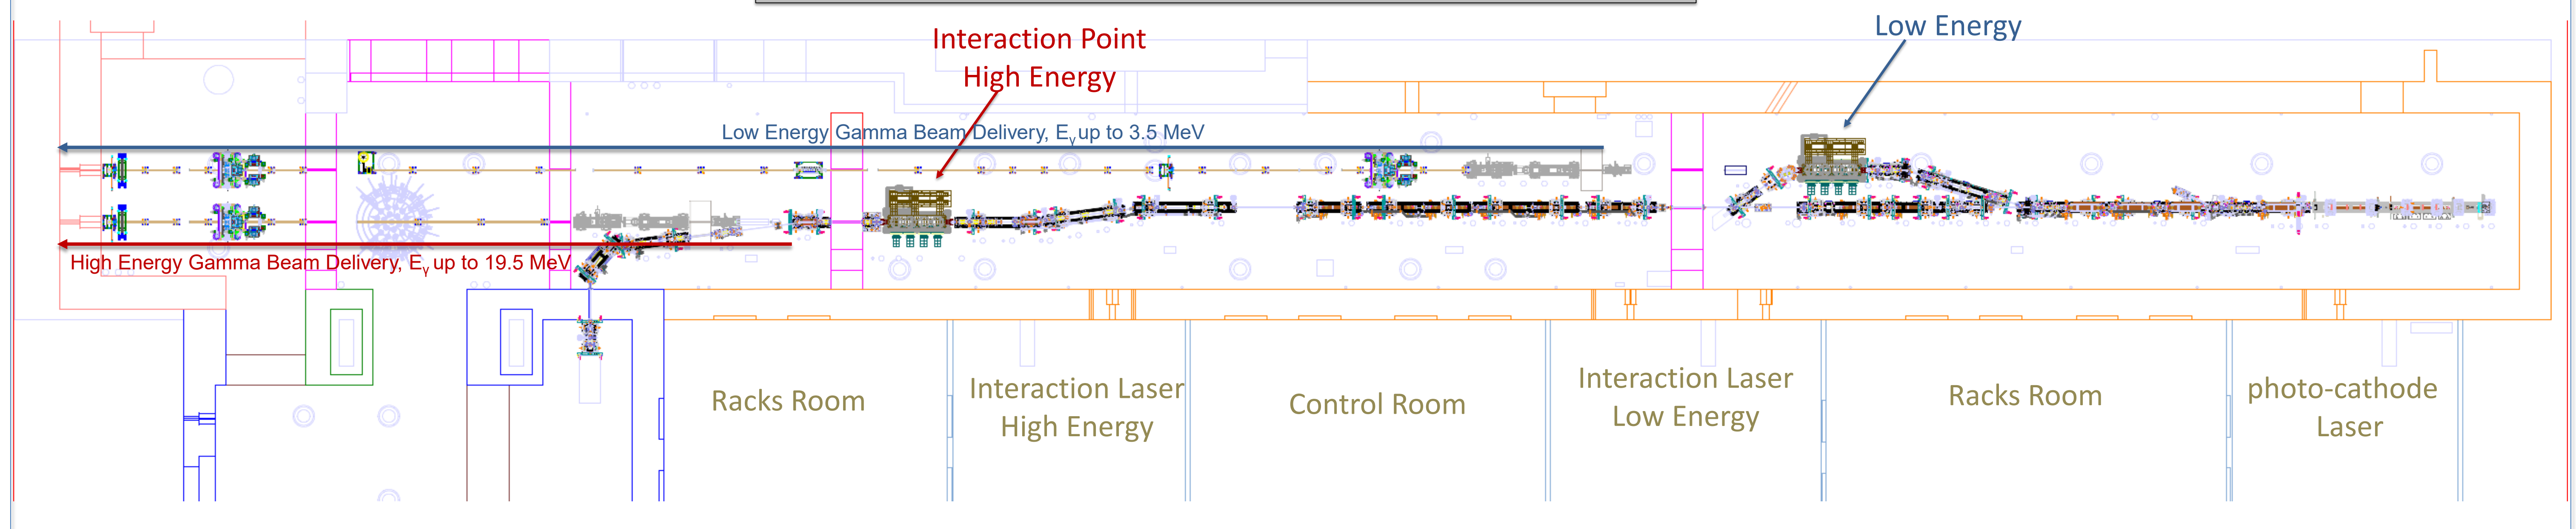 Interaction Point
High Energy
Low Energy
Low Energy Gamma Beam Delivery, Eγ up to 3.5 MeV
High Energy Gamma Beam Delivery, Eγ up to 19.5 MeV
Racks Room
Interaction Laser
High Energy
Control Room
Interaction Laser
Low Energy
Racks Room
photo-cathode
Laser